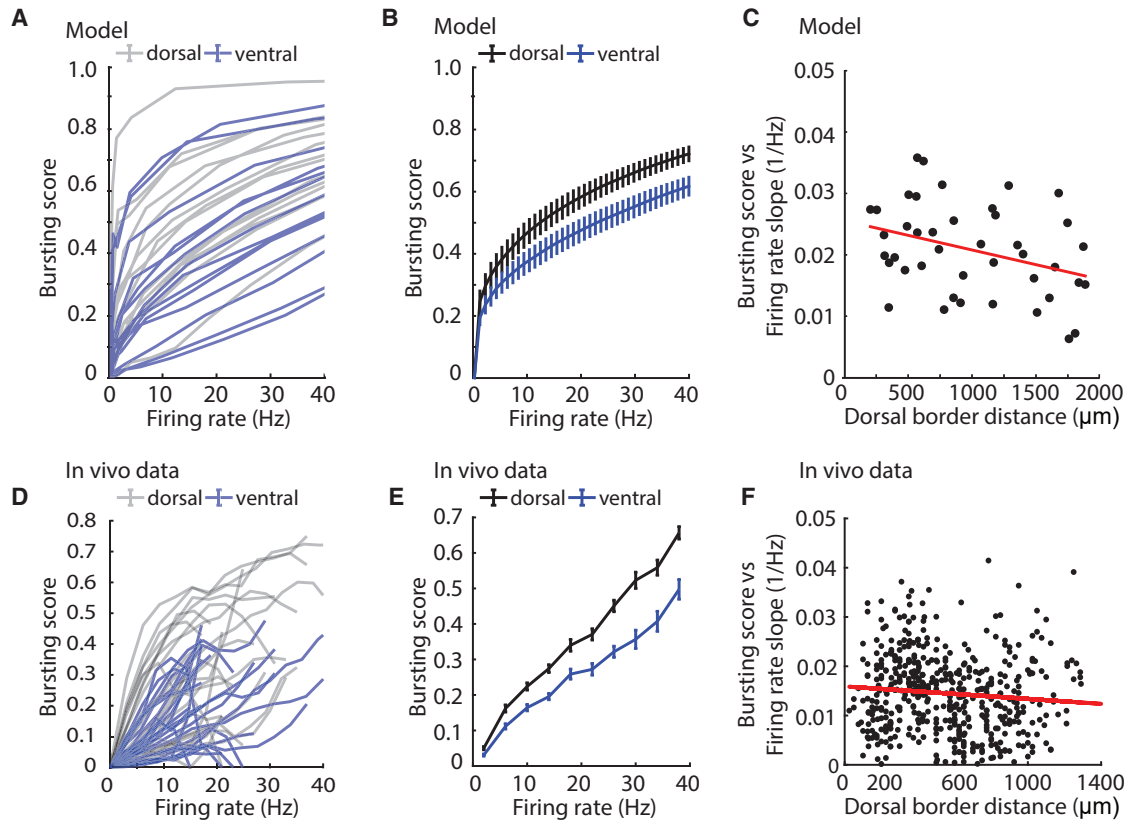 A
Model
dorsal ventral
Bursting score
1.0
0.8
0.6
0.4
0.2
0
0 10 20 30 40
Firing rate (Hz)
B
Model
dorsal ventral
Bursting score
1.0
0.8
0.6
0.4
0.2
0
0 10 20 30 40
Firing rate (Hz)
C
Model
Bursting score vs
Firing rate slope (1/Hz)
0.05
0.04
0.03
0.02
0.01
0
0 500 1000 1500 2000
Dorsal border distance (μm)
D
In vivo data
dorsal ventral
Bursting score
0.8
0.7
0.6
0.5
0.4
0.3
0.2
0.1
0
0 10 20 30 40
Firing rate (Hz)
E
In vivo data
dorsal ventral
Bursting score
0.7
0.6
0.5
0.4
0.3
0.2
0.1
0
0 10 20 30 40
Firing rate (Hz)
F
In vivo data
Bursting score vs
Firing rate slope (1/Hz)
0.05
0.04
0.03
0.02
0.01
0
0 200 600 1000 1400
Dorsal border distance (μm)